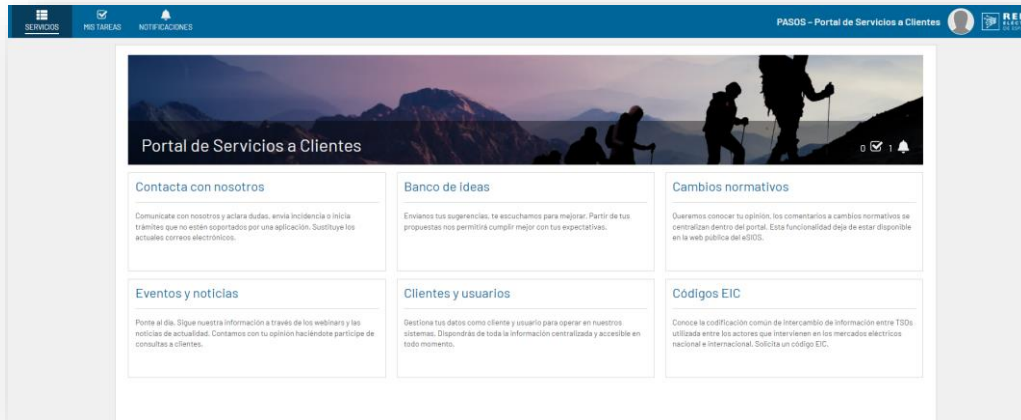 SERVICIOS
MIS TAREAS
NOTIFICACIONES
PASOS – Portal de Servicios a Clientes
Portal de Servicios a Clientes
0 1
Contacta con nosotros
Comunícate con nosotros y aclara dudas, envía incidencia o inicia
trámites que no estén soportados por una aplicación. Sustituye los
actuales correos electrónicos.
Banco de ideas
Envíanos tus sugerencias, te escuchamos para mejorar. Partir de tus
propuestas nos permitirá cumplir mejor con tus expectativas.
Cambios normativos
Queremos conocer tu opinión, los comentarios a cambios normativos se
centralizan dentro del portal. Esta funcionalidad deja de estar disponible
en la web pública del eSIOS.
Eventos y noticias
Ponte al día. Sigue nuestra información a través de los webinars y las
noticias de actualidad. Contamos con tu opinión haciéndote partícipe de
consultas a clientes.
Clientes y usuarios
Gestiona tus datos como cliente y usuario para operar en nuestros
sistemas. Dispondrás de toda la información centralizada y accesible en
todo momento.
Códigos EIC
Conoce la codificación común de intercambio de información entre TSOs
utilizada entre los actores que intervienen en los mercados eléctricos
nacional e internacional. Solicita un código EIC.